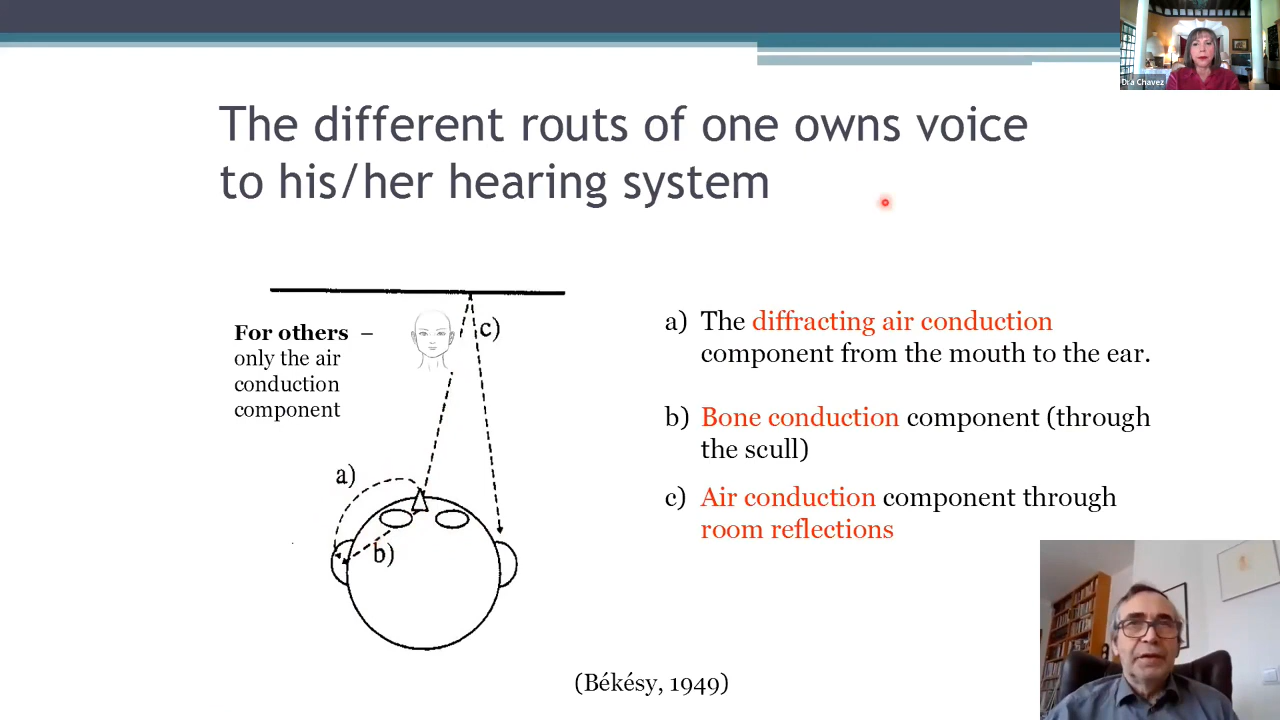 Dra Chavez
The different routs of one owns voice
to his/her hearing system
For others –
only the air
conduction
component
c)
a)
b)
a) The diffracting air conduction
component from the mouth to the ear.
b) Bone conduction component (through
the scull)
c) Air conduction component through
room reflections
(Békésy, 1949)